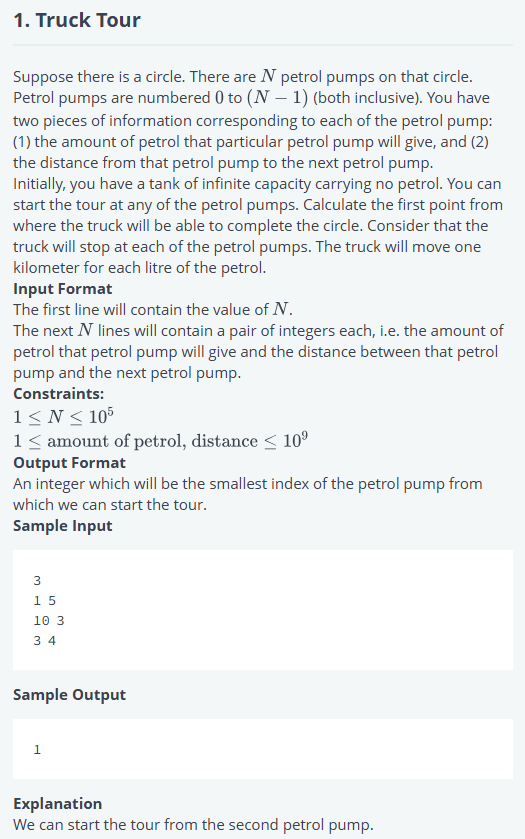 1. Truck Tour
Suppose there is a circle. There are N petrol pumps on that circle.
Petrol pumps are numbered 0 to (N − 1) (both inclusive). You have
two pieces of information corresponding to each of the petrol pump:
(1) the amount of petrol that particular petrol pump will give, and (2)
the distance from that petrol pump to the next petrol pump.
Initially, you have a tank of infinite capacity carrying no petrol. You can
start the tour at any of the petrol pumps. Calculate the first point from
where the truck will be able to complete the circle. Consider that the
truck will stop at each of the petrol pumps. The truck will move one
kilometer for each litre of the petrol.
Input Format
The first line will contain the value of N.
The next N lines will contain a pair of integers each, i.e. the amount of
petrol that petrol pump will give and the distance between that petrol
pump and the next petrol pump.
Constraints:
1 ≤ N ≤ 10⁵
1 ≤ amount of petrol, distance ≤ 10⁹
Output Format
An integer which will be the smallest index of the petrol pump from
which we can start the tour.
Sample Input
3
1 5
10 3
3 4
Sample Output
1
Explanation
We can start the tour from the second petrol pump.